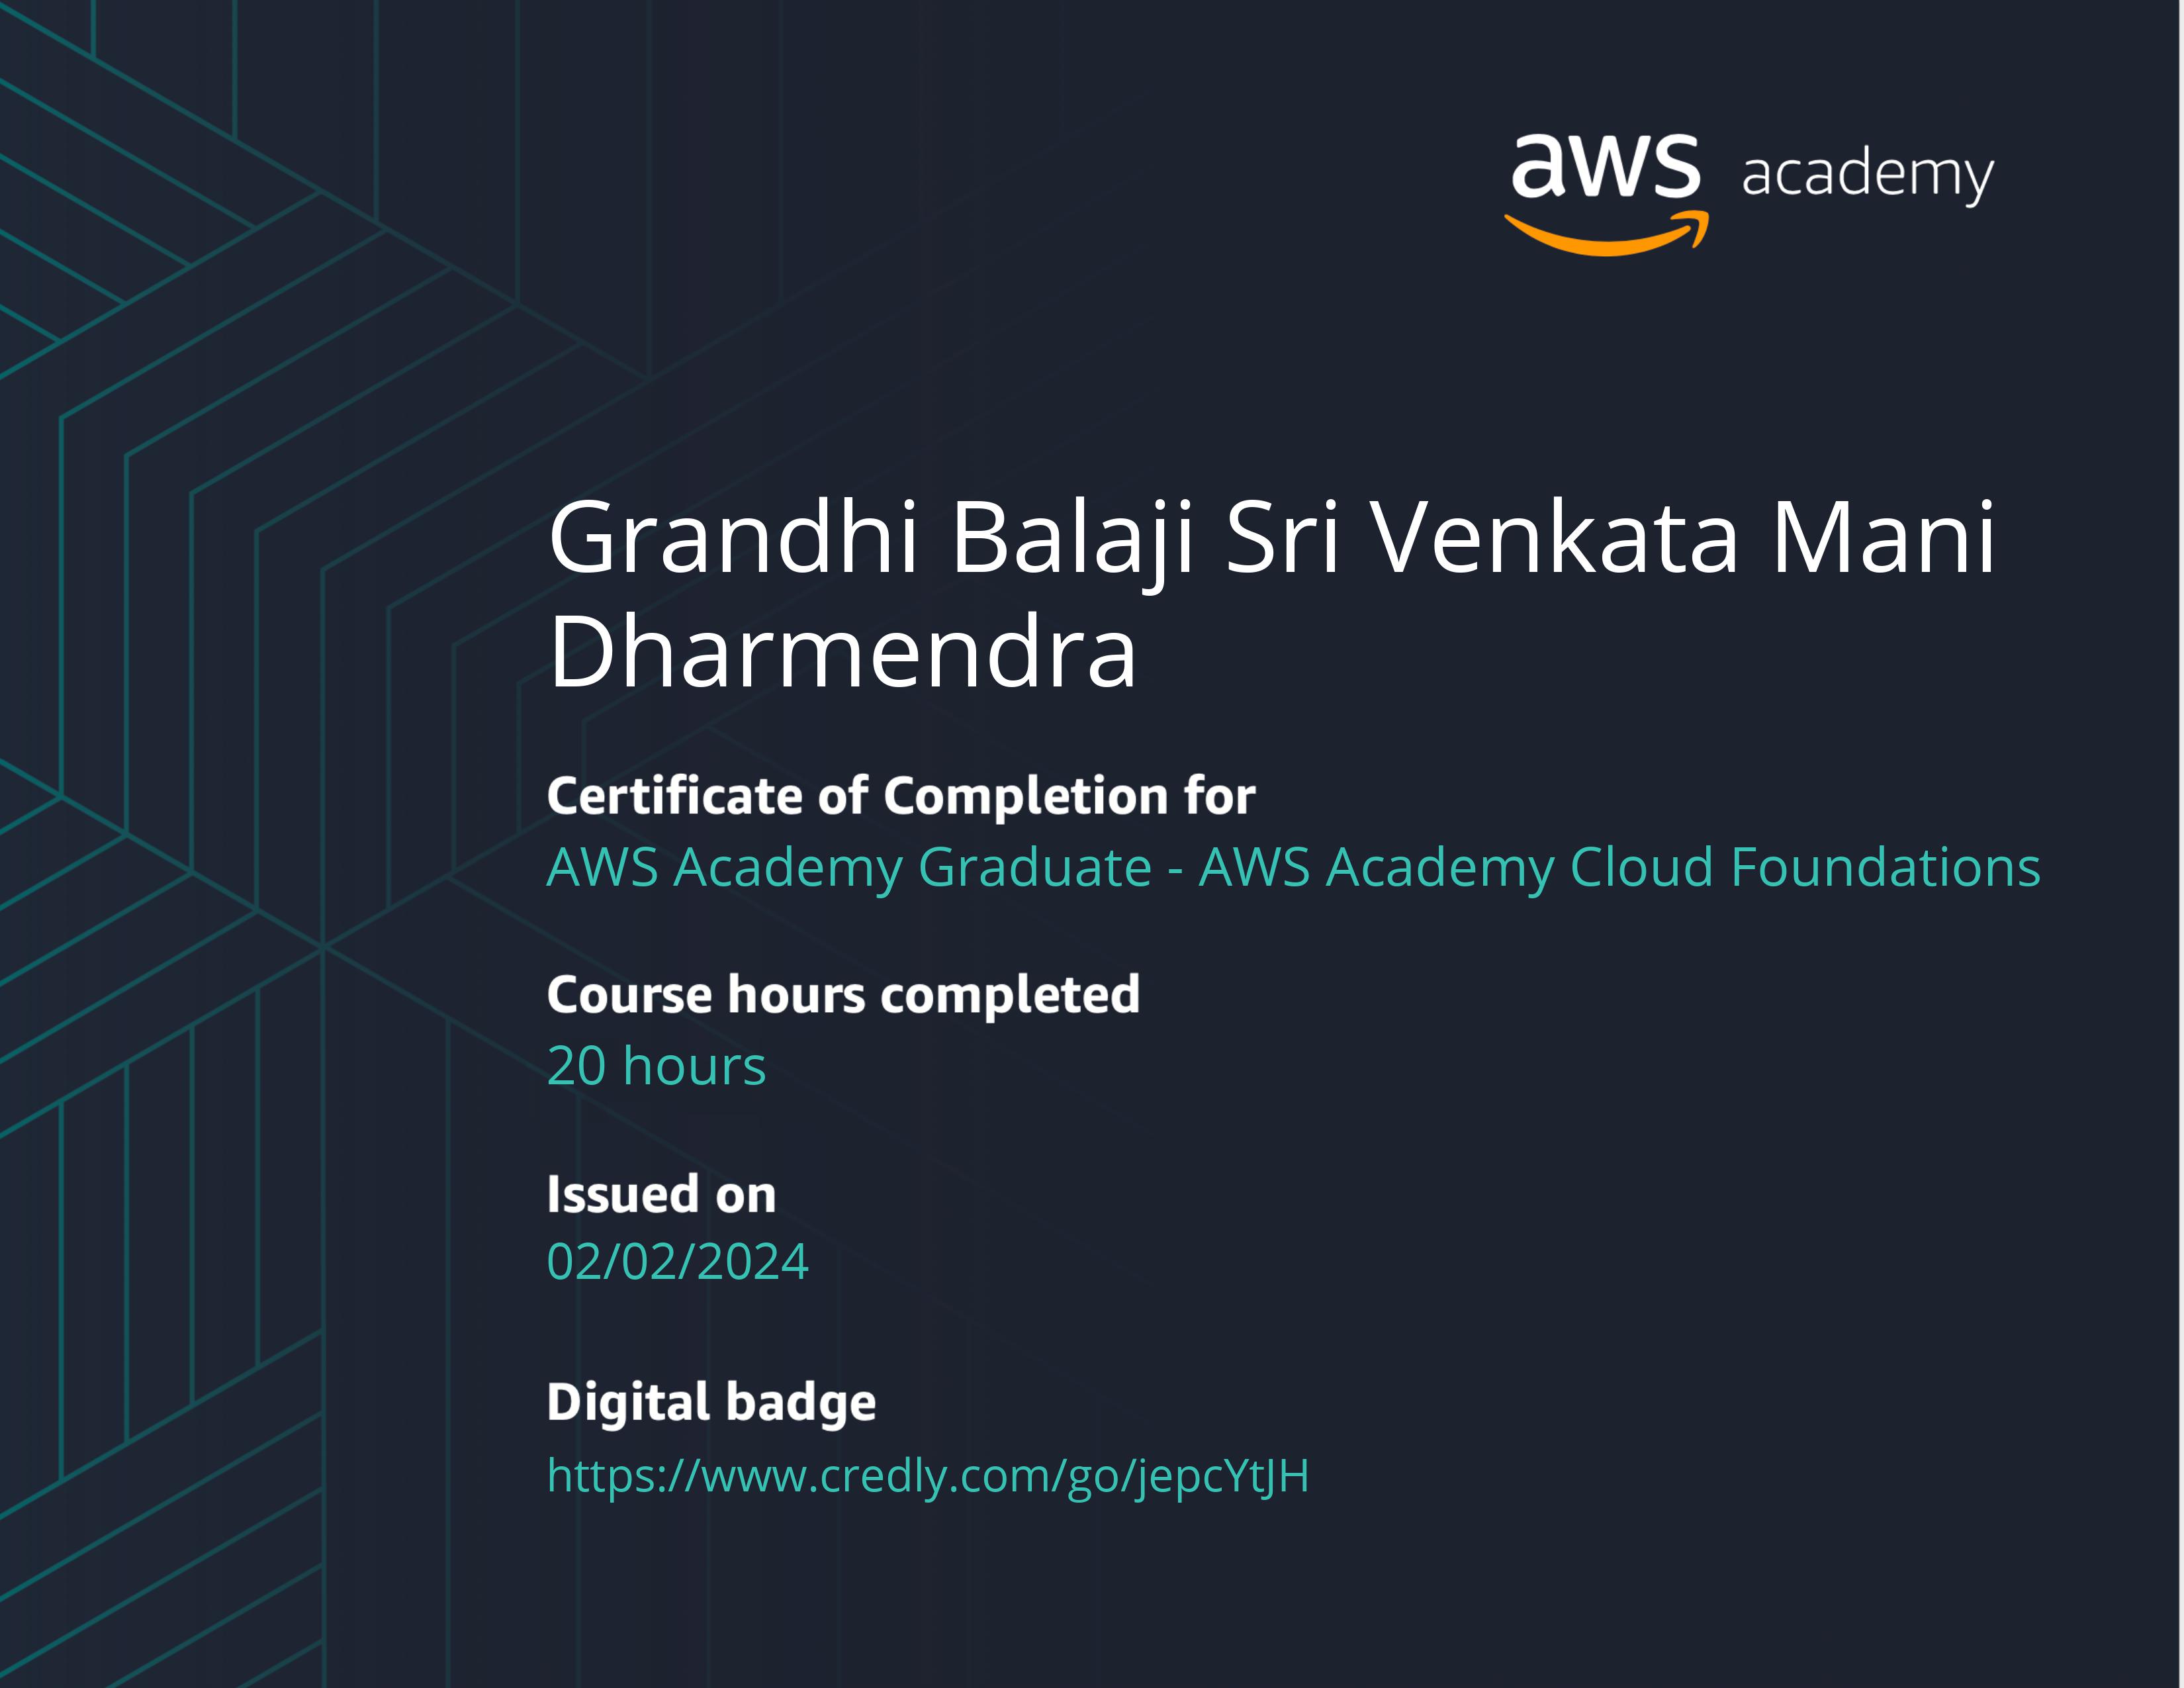 aws academy
Grandhi Balaji Sri Venkata Mani
Dharmendra
Certificate of Completion for
AWS Academy Graduate - AWS Academy Cloud Foundations
Course hours completed
20 hours
Issued on
02/02/2024
Digital badge
https://www.credly.com/go/jepcYtJH